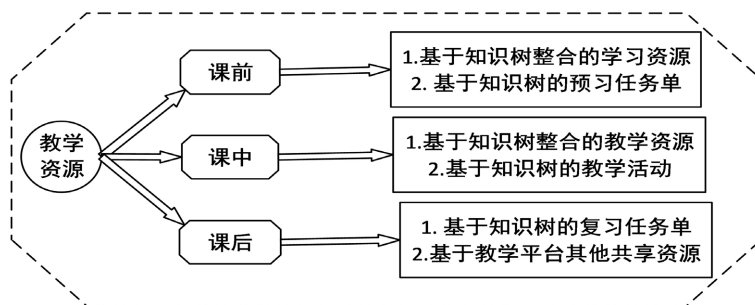 教学
资源
课前
1.基于知识树整合的学习资源
2. 基于知识树的预习任务单
课中
1.基于知识树整合的教学资源
2.基于知识树的教学活动
课后
1. 基于知识树的复习任务单
2.基于教学平台其他共享资源